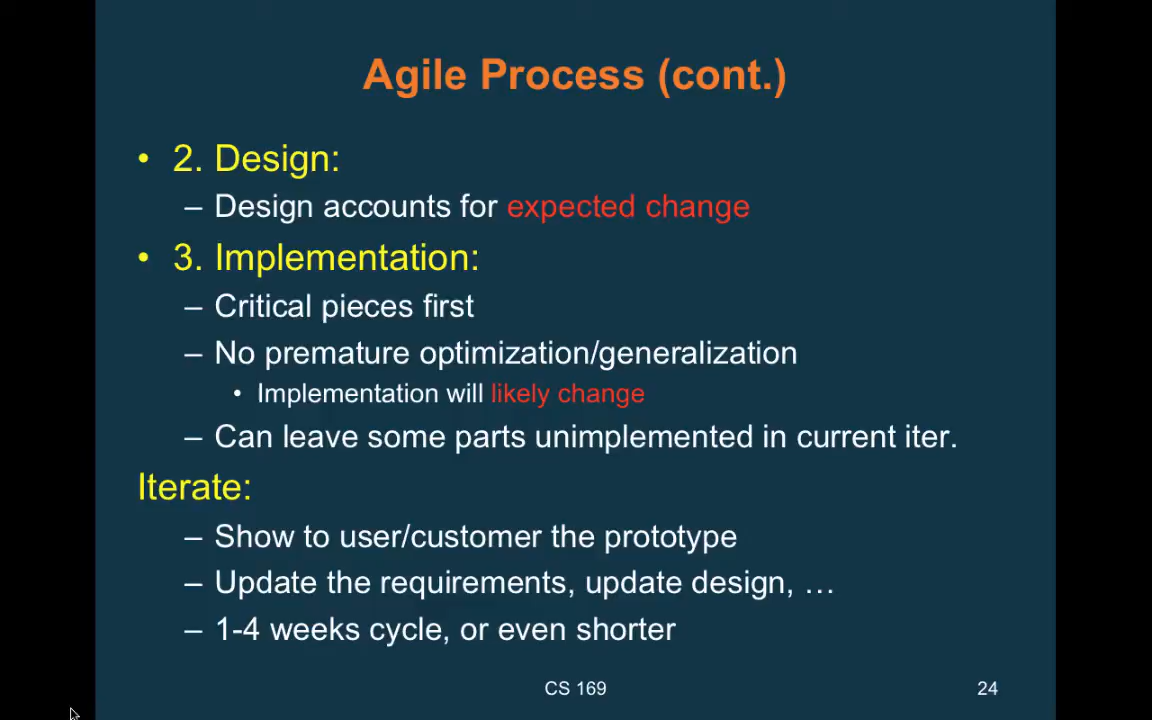 Agile Process (cont.)
• 2. Design:
– Design accounts for expected change
• 3. Implementation:
– Critical pieces first
– No premature optimization/generalization
• Implementation will likely change
– Can leave some parts unimplemented in current iter.
Iterate:
– Show to user/customer the prototype
– Update the requirements, update design, …
– 1-4 weeks cycle, or even shorter
CS 169
24